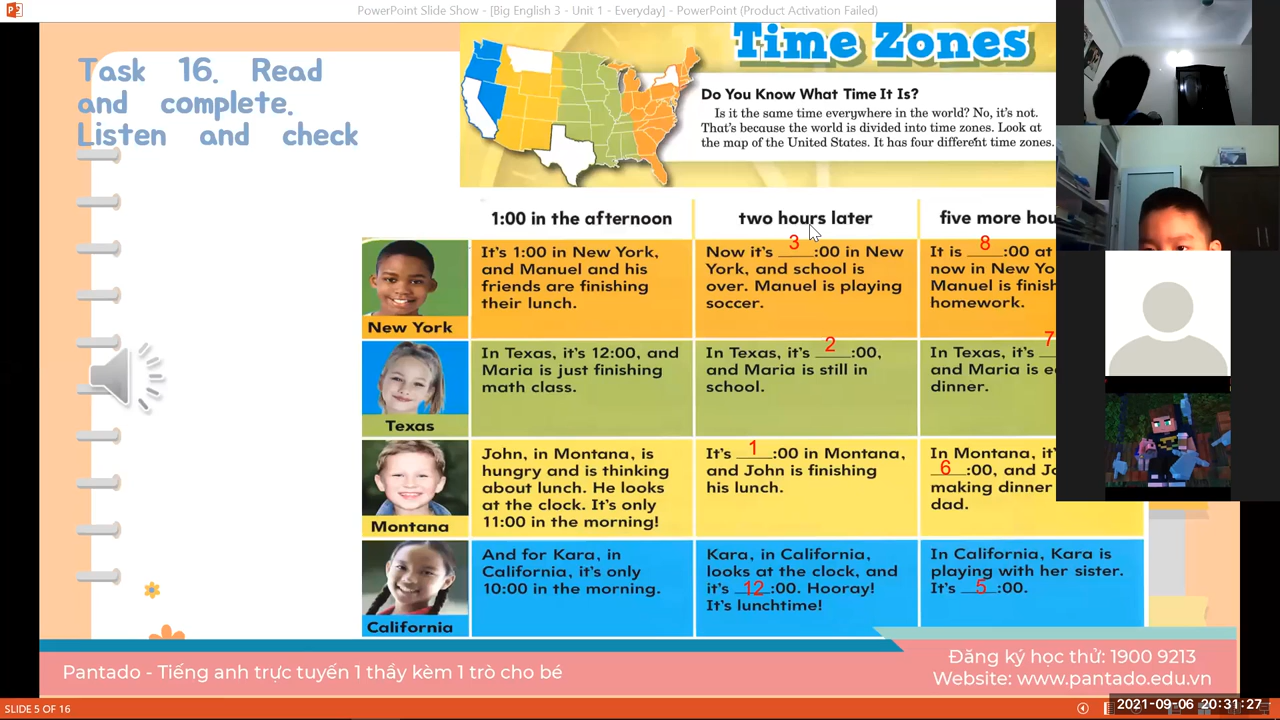 PowerPoint Slide Show - [Big English 3 - Unit 1 - Everyday] - PowerPoint (Product Activation Failed)
Task 16. Read
and complete.
Listen and check
Time Zones
Do You Know What Time It Is?
Is it the same time everywhere in the world? No, it's not.
That's because the world is divided into time zones. Look at
the map of the United States. It has four different time zones.
1:00 in the afternoon
two hours later
five more hou
New York
It's 1:00 in New York,
and Manuel and his
friends are finishing
their lunch.
Now it's 3:00 in New
York, and school is
over. Manuel is playing
soccer.
It is 8:00 at
now in New Yo
Manuel is finish
homework.
Texas
In Texas, it's 12:00, and
Maria is just finishing
math class.
In Texas, it's 2:00,
and Maria is still in
school.
In Texas, it's 7
and Maria is e
dinner.
Montana
John, in Montana, is
hungry and is thinking
about lunch. He looks
at the clock. It's only
11:00 in the morning!
It's 1:00 in Montana,
and John is finishing
his lunch.
In Montana, it'
6:00, and Jo
making dinner
dad.
California
And for Kara, in
California, it's only
10:00 in the morning.
Kara, in California,
looks at the clock, and
it's 12:00. Hooray!
It's lunchtime!
In California, Kara is
playing with her sister.
It's 5:00.
Pantado - Tiếng anh trực tuyến 1 thầy kèm 1 trò cho bé
Đăng ký học thử: 1900 9213
Website: www.pantado.edu.vn
SLIDE 5 OF 16
2021-09-06 20:31:27